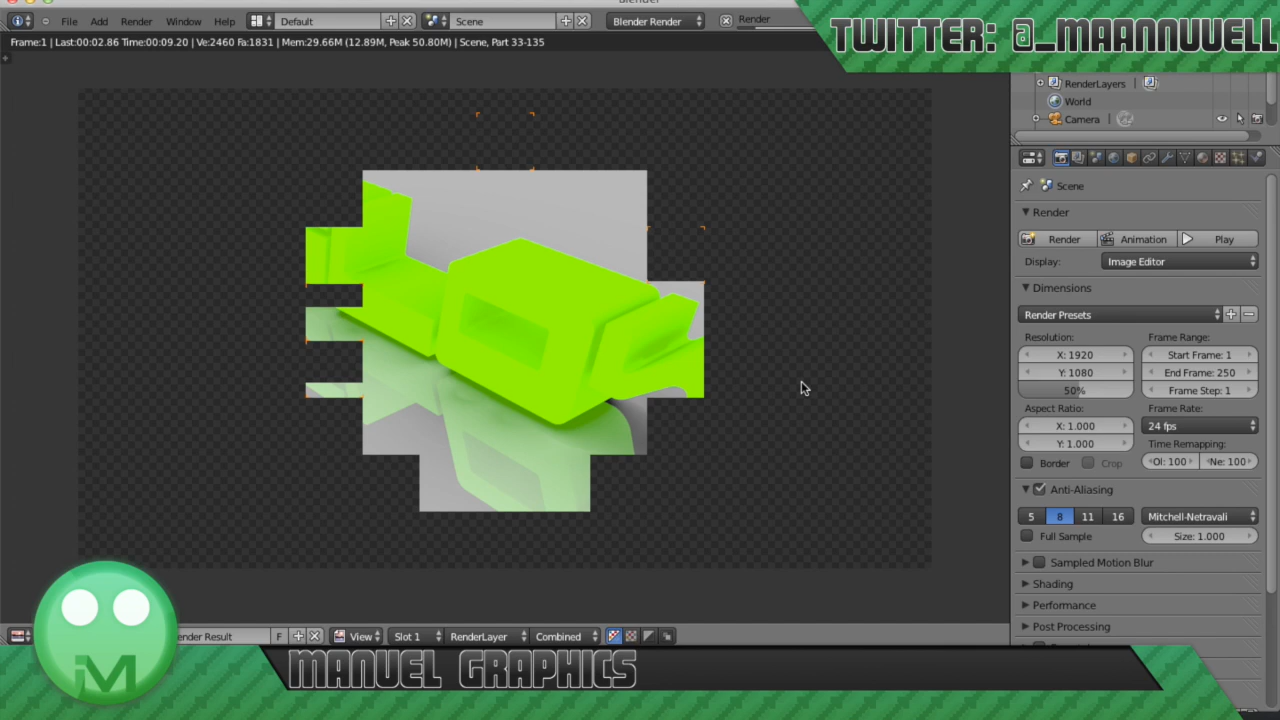 Blender
File Add Render Window Help Default Scene Blender Render Render
TWITTER: @_MAANNUUELL
Frame:1 | Last:00:02.86 Time:00:09.20 | Ve:2460 Fa:1831 | Mem:29.66M (12.89M, Peak 50.80M) | Scene, Part 33-135
RenderLayers
World
Camera
Scene
Render
Render Animation Play
Display: Image Editor
Dimensions
Render Presets
Resolution: Frame Range:
X: 1920 Start Frame: 1
Y: 1080 End Frame: 250
50% Frame Step: 1
Aspect Ratio: Frame Rate:
X: 1.000 24 fps
Y: 1.000 Time Remapping:
Border Crop Ol: 100 Ne: 100
Anti-Aliasing
5 8 11 16 Mitchell-Netravali
Full Sample Size: 1.000
Sampled Motion Blur
Shading
Performance
Post Processing
ender Result F View Slot 1 RenderLayer Combined
iM
MANUEL GRAPHICS